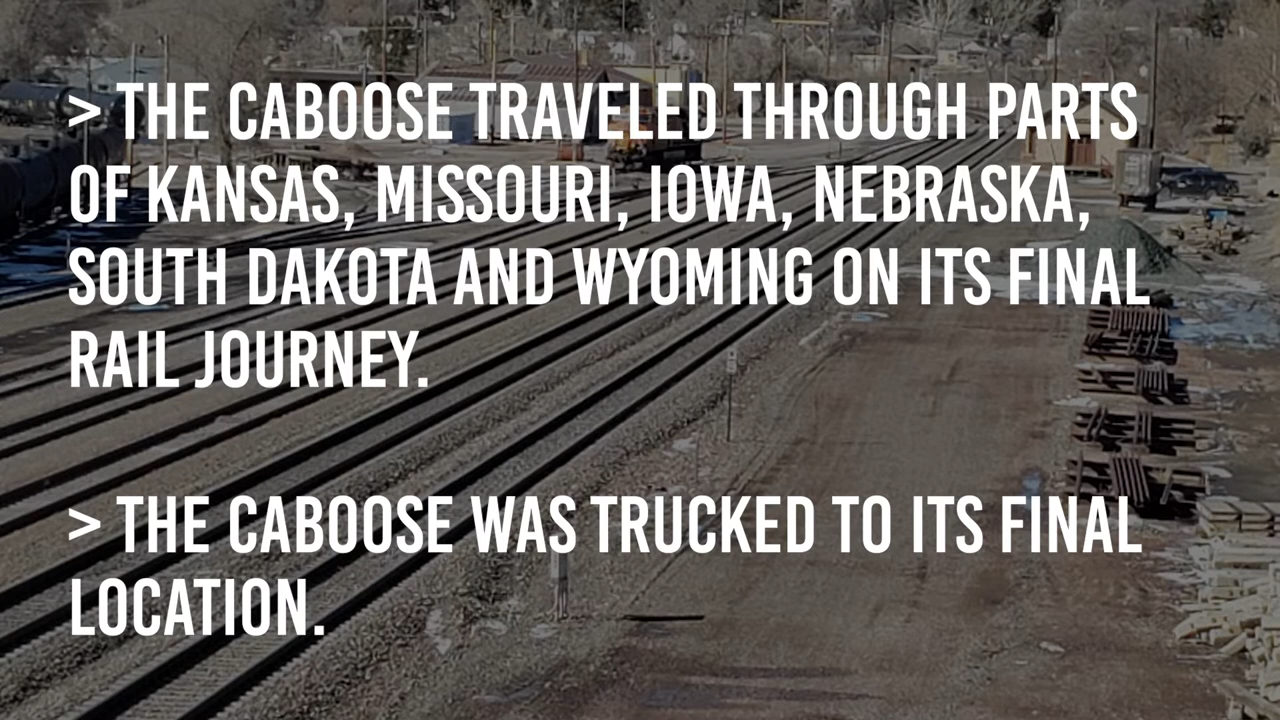 > THE CABOOSE TRAVELED THROUGH PARTS
OF KANSAS, MISSOURI, IOWA, NEBRASKA,
SOUTH DAKOTA AND WYOMING ON ITS FINAL
RAIL JOURNEY.
> THE CABOOSE WAS TRUCKED TO ITS FINAL
LOCATION.